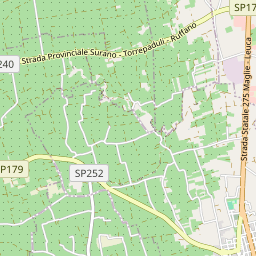 SP17
Strada Provinciale Surano - Torrepaduli - Ruffano
240
Strada Statale 275 Maglie - Leuca
SP179
SP252